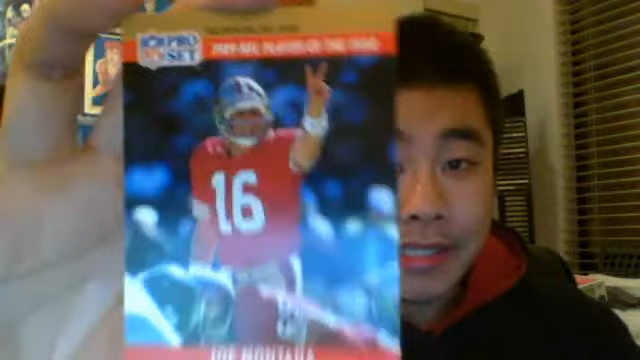 PRO
SET
1989 NFL PLAYER OF THE YEAR
16
JOE MONTANA